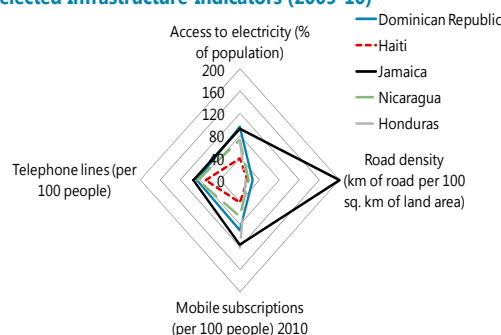 elected Infrastructure Indicators (2009-10)
Access to electricity (%
of population)
Dominican Republic
Haiti
Jamaica
Nicaragua
Honduras
200
160
120
80
40
0
Telephone lines (per
100 people)
Road density
(km of road per 100
sq. km of land area)
Mobile subscriptions
(per 100 people) 2010